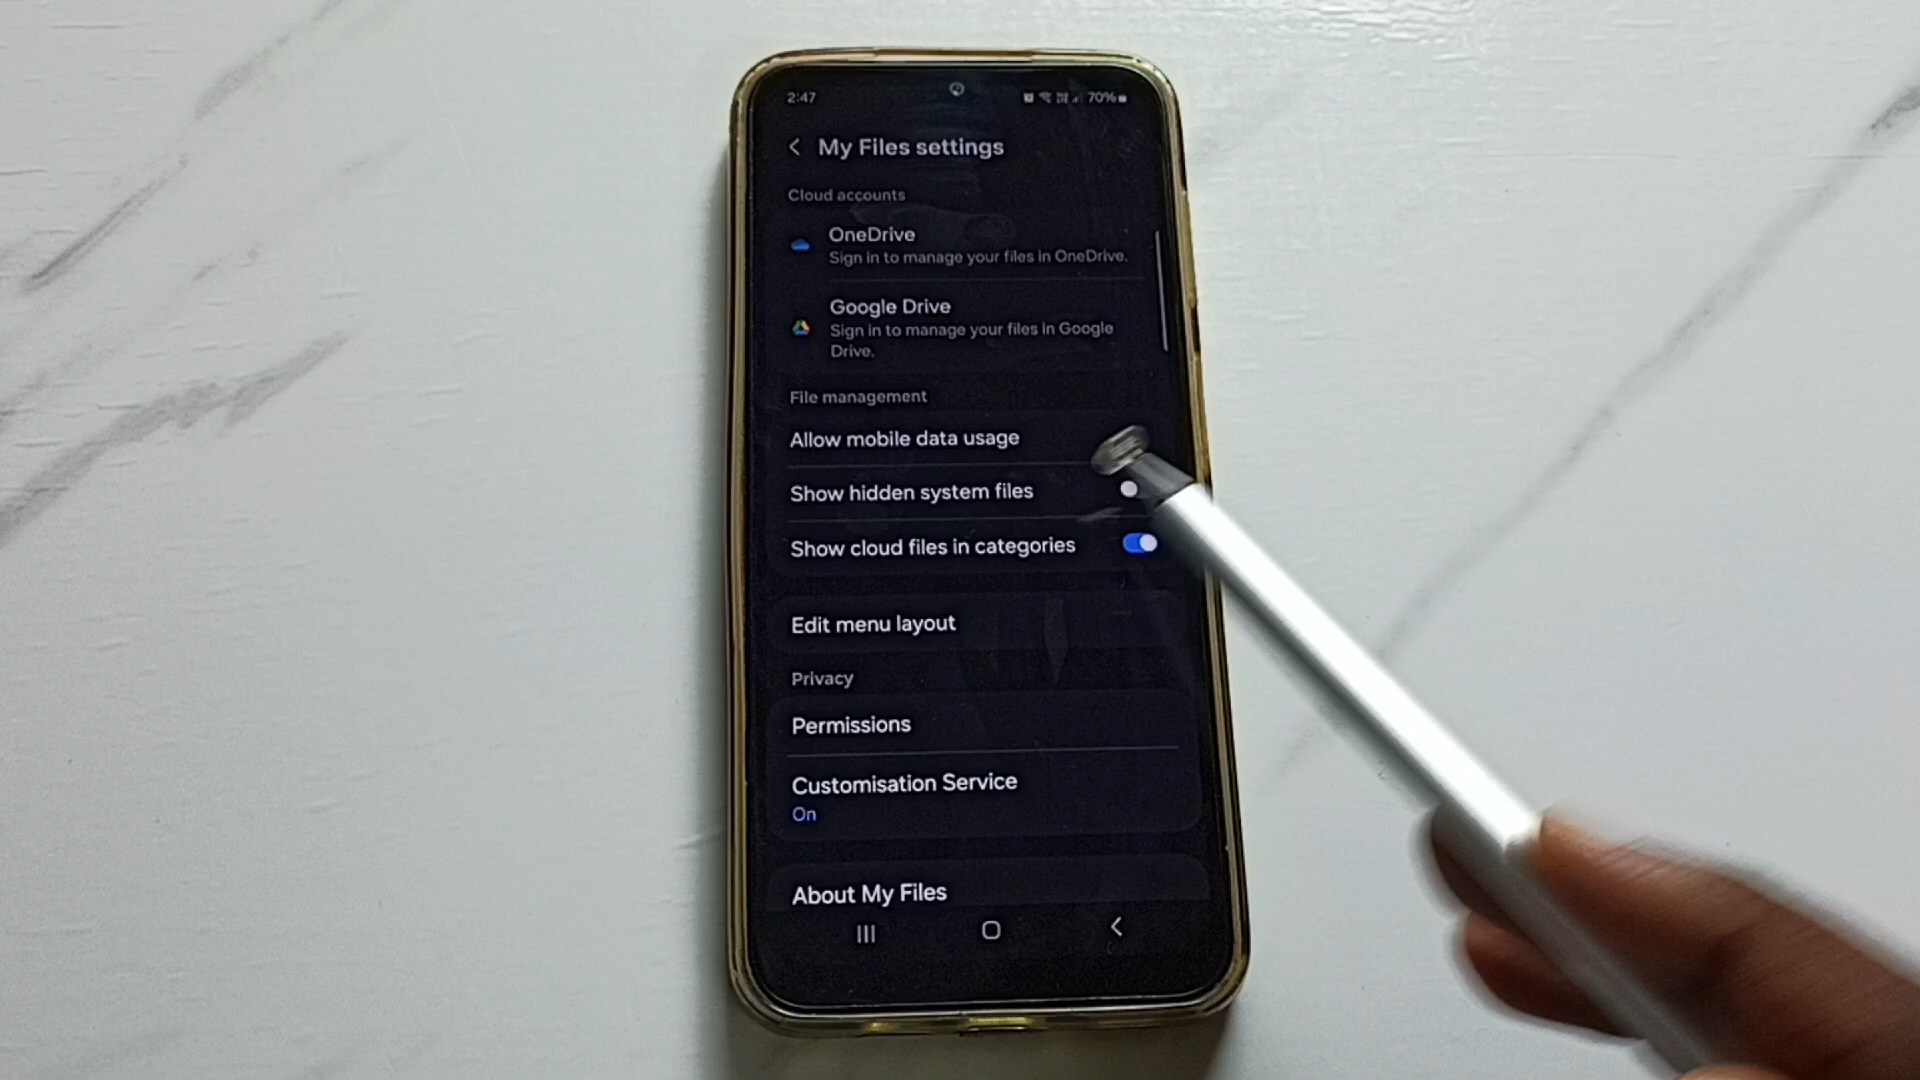 2:47
70%
My Files settings
Cloud accounts
OneDrive
Sign in to manage your files in OneDrive.
Google Drive
Sign in to manage your files in Google
Drive.
File management
Allow mobile data usage
Show hidden system files
Show cloud files in categories
Edit menu layout
Privacy
Permissions
Customisation Service
On
About My Files